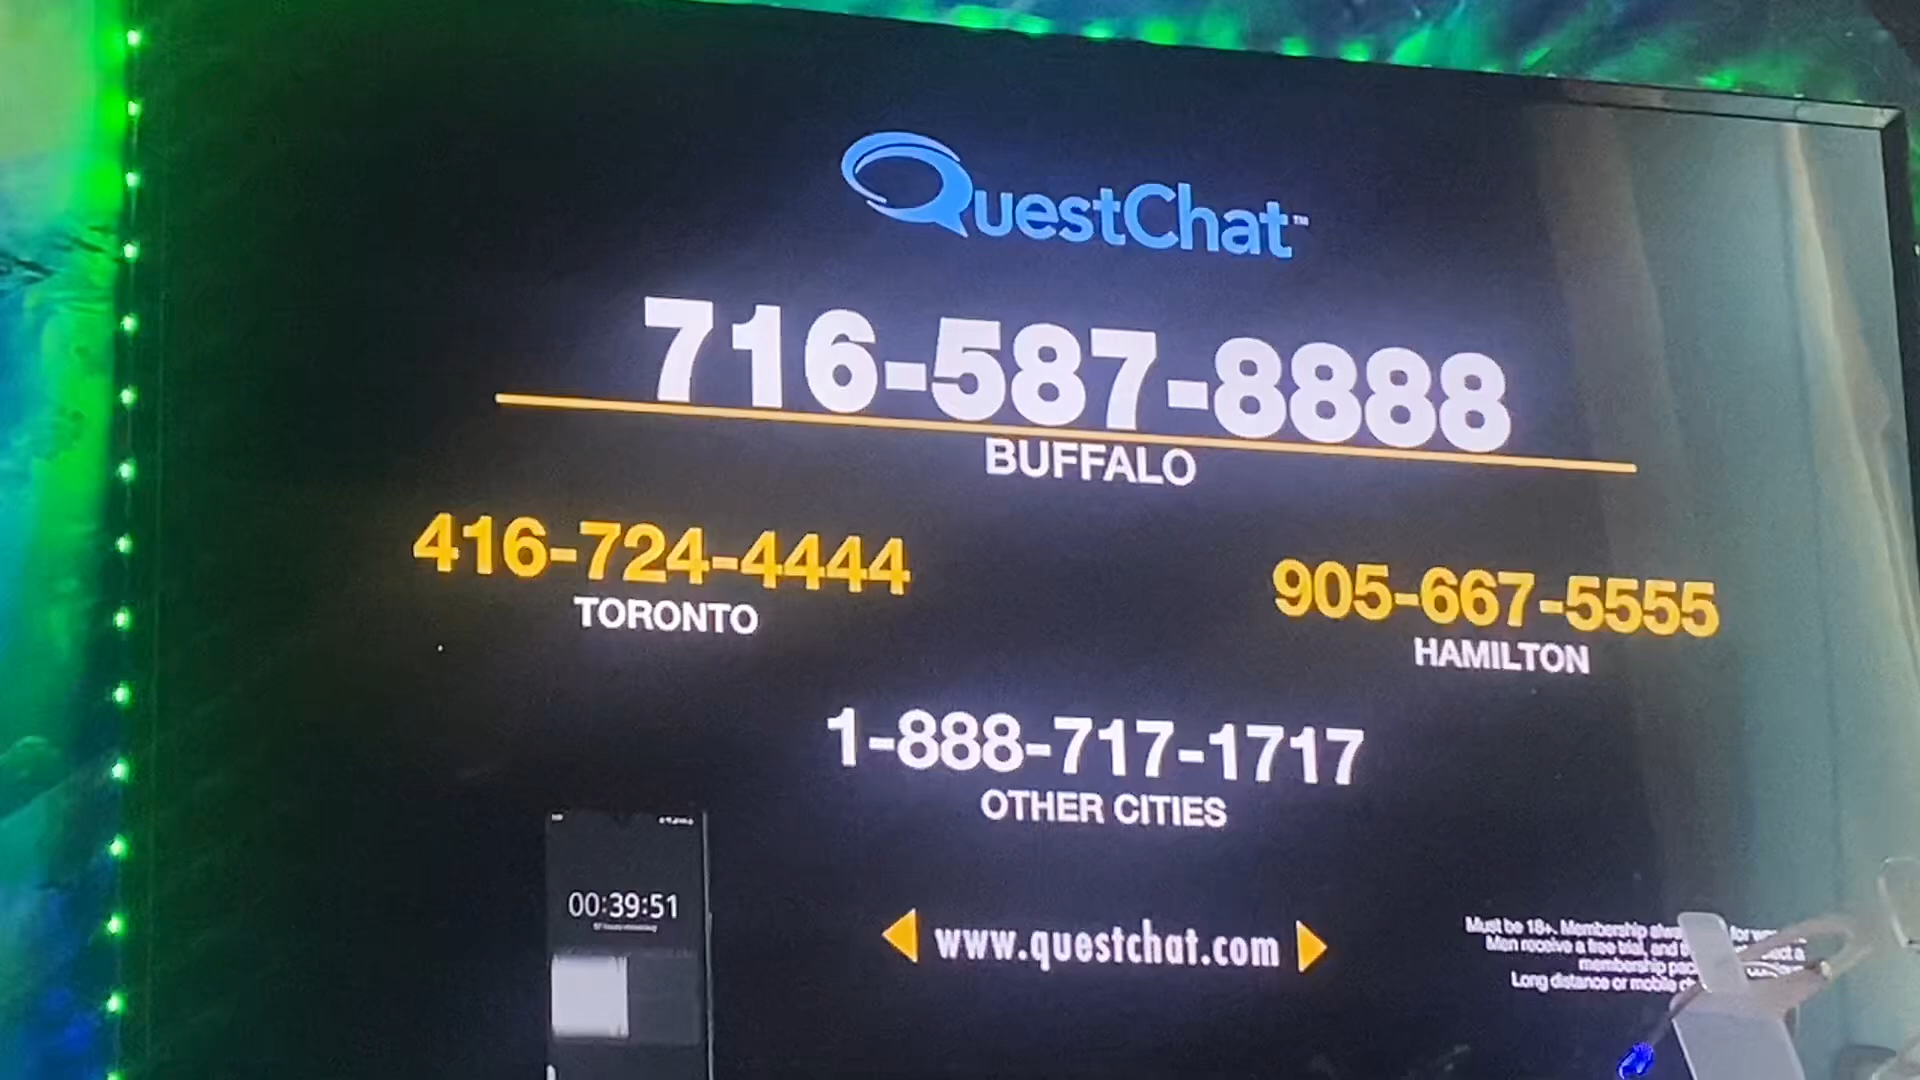 QuestChat™
716-587-8888
BUFFALO
416-724-4444
TORONTO
905-667-5555
HAMILTON
1-888-717-1717
OTHER CITIES
00:39:51
www.questchat.com
Must be 18+. Membership
Men receive a free trial, and
membership
Long distance or mobile